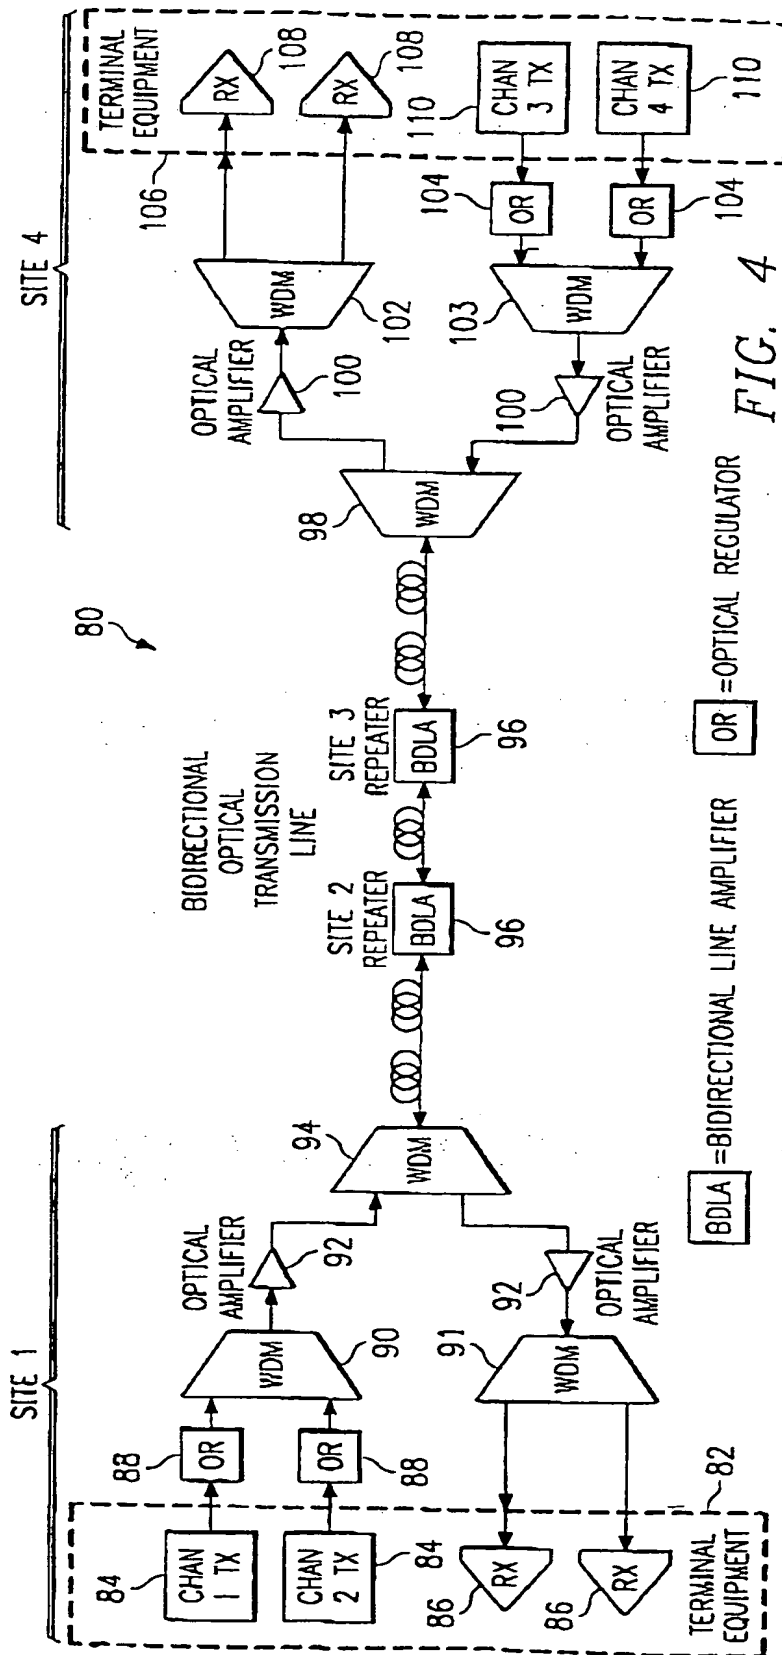 SITE 1
SITE 4
80
84
CHAN
1 TX
88
OR
CHAN
2 TX
84
OR
88
WDM
90
OPTICAL
AMPLIFIER
92
WDM
94
86
RX
86
RX
TERMINAL
EQUIPMENT
82
91
WDM
92
OPTICAL
AMPLIFIER
BIDIRECTIONAL
OPTICAL
TRANSMISSION
LINE
SITE 2
REPEATER
BDLA
96
SITE 3
REPEATER
BDLA
96
98
WDM
OPTICAL
AMPLIFIER
100
WDM
102
106
TERMINAL
EQUIPMENT
RX
108
RX
108
100
OPTICAL
AMPLIFIER
103
WDM
104
OR
110
CHAN
3 TX
OR
104
CHAN
4 TX
110
BDLA =BIDIRECTIONAL LINE AMPLIFIER
OR =OPTICAL REGULATOR
FIG. 4